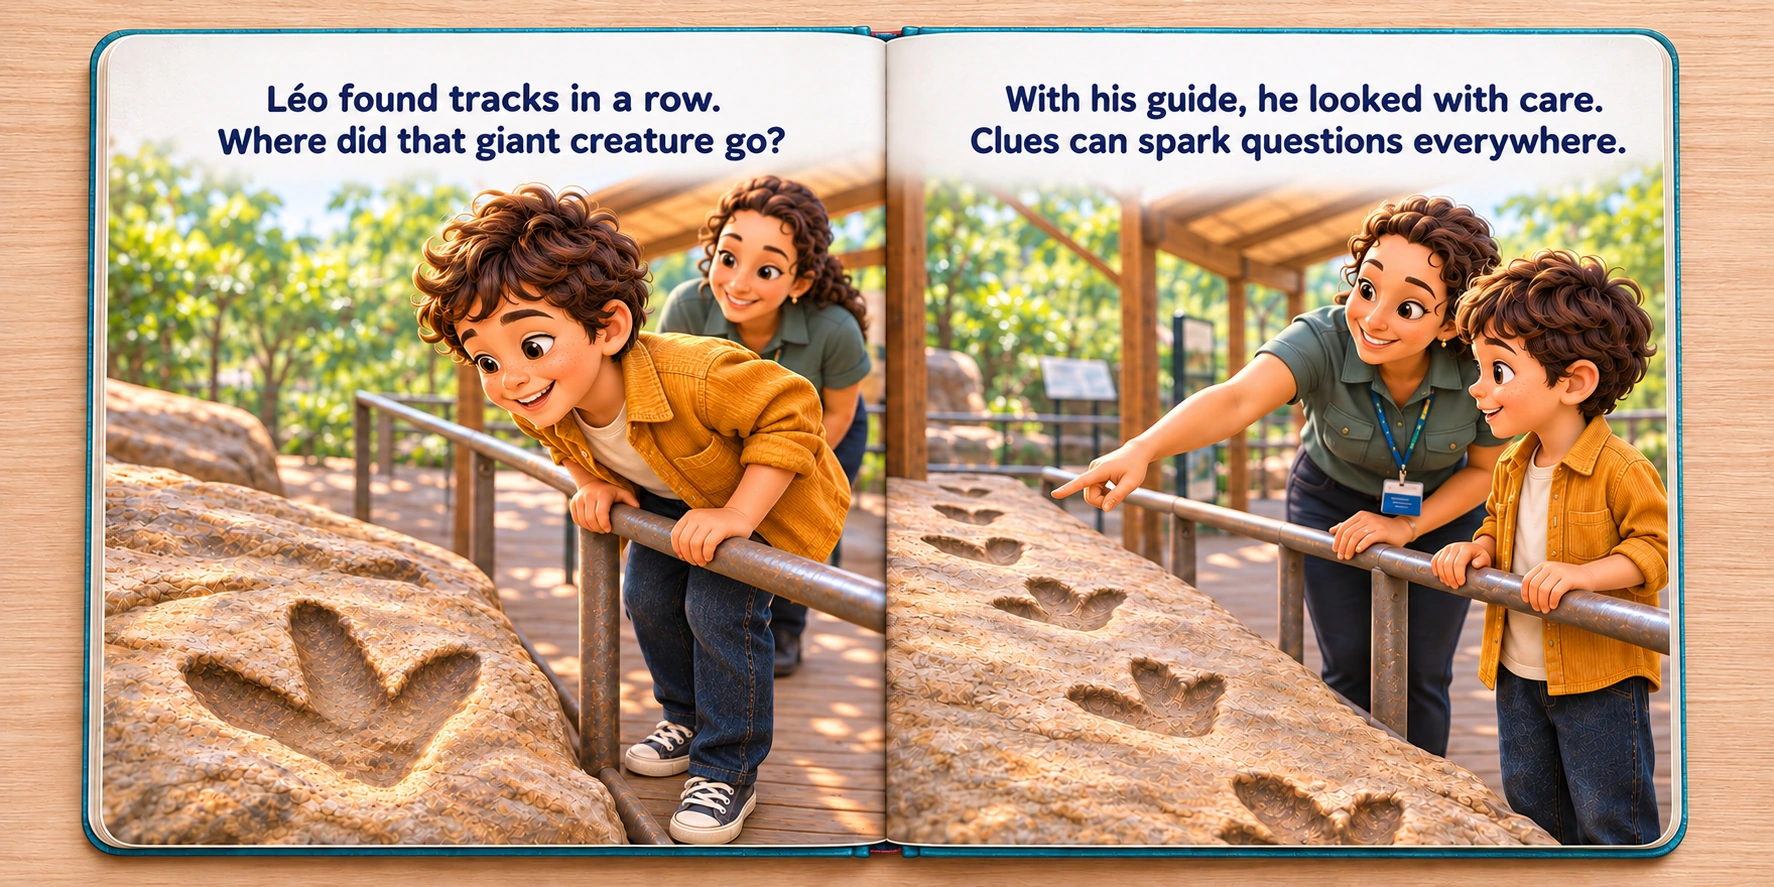 Léo found tracks in a row.
Where did that giant creature go?
With his guide, he looked with care.
Clues can spark questions everywhere.